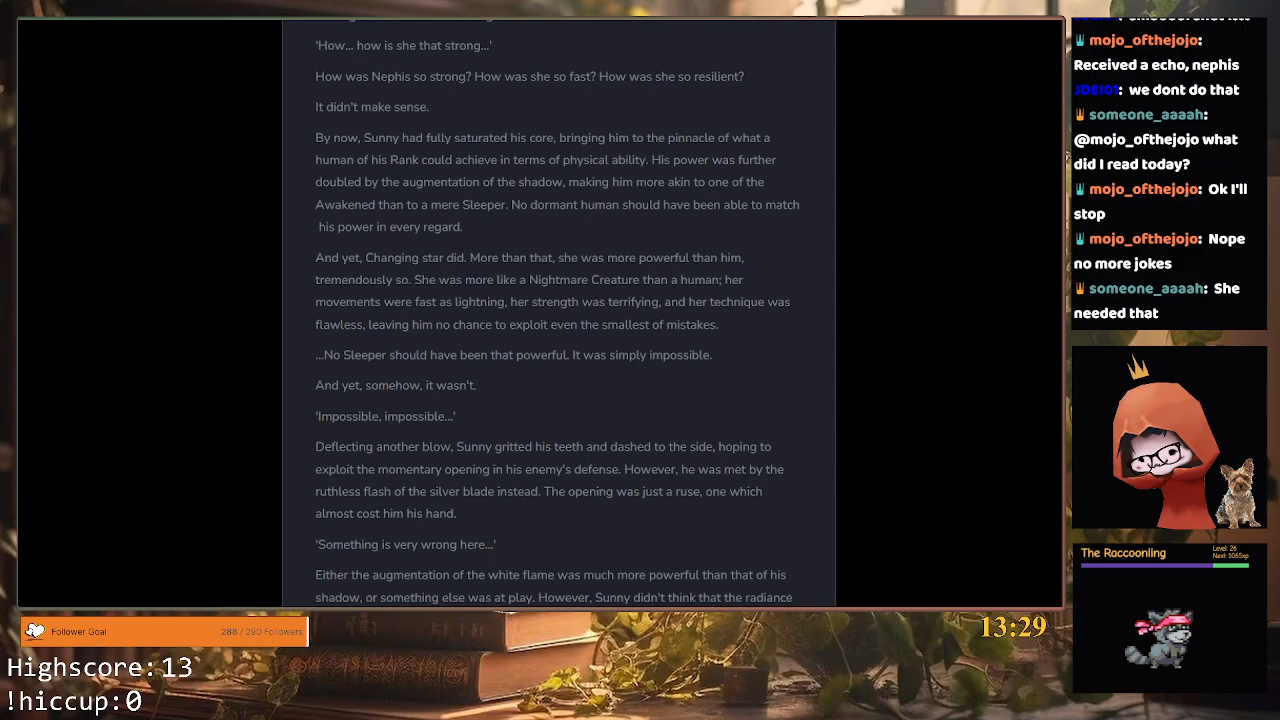 'How... how is she that strong...'
How was Nephis so strong? How was she so fast? How was she so resilient?
It didn't make sense.
By now, Sunny had fully saturated his core, bringing him to the pinnacle of what a
human of his Rank could achieve in terms of physical ability. His power was further
doubled by the augmentation of the shadow, making him more akin to one of the
Awakened than to a mere Sleeper. No dormant human should have been able to match
his power in every regard.
And yet, Changing star did. More than that, she was more powerful than him,
tremendously so. She was more like a Nightmare Creature than a human; her
movements were fast as lightning, her strength was terrifying, and her technique was
flawless, leaving him no chance to exploit even the smallest of mistakes.
...No Sleeper should have been that powerful. It was simply impossible.
And yet, somehow, it wasn't.
'Impossible, impossible...'
Deflecting another blow, Sunny gritted his teeth and dashed to the side, hoping to
exploit the momentary opening in his enemy's defense. However, he was met by the
ruthless flash of the silver blade instead. The opening was just a ruse, one which
almost cost him his hand.
'Something is very wrong here...'
Either the augmentation of the white flame was much more powerful than that of his
shadow, or something else was at play. However, Sunny didn't think that the radiance
mojo_ofthejojo:
Received a echo, nephis
JDEI01: we dont do that
someone_aaaah:
@mojo_ofthejojo what
did I read today?
mojo_ofthejojo: Ok I'll
stop
mojo_ofthejojo: Nope
no more jokes
someone_aaaah: She
needed that
The Raccoonling
Level: 26
Next: 1065xp
Follower Goal
288 / 290 Followers
13:29
Highscore:13
!hiccup:0